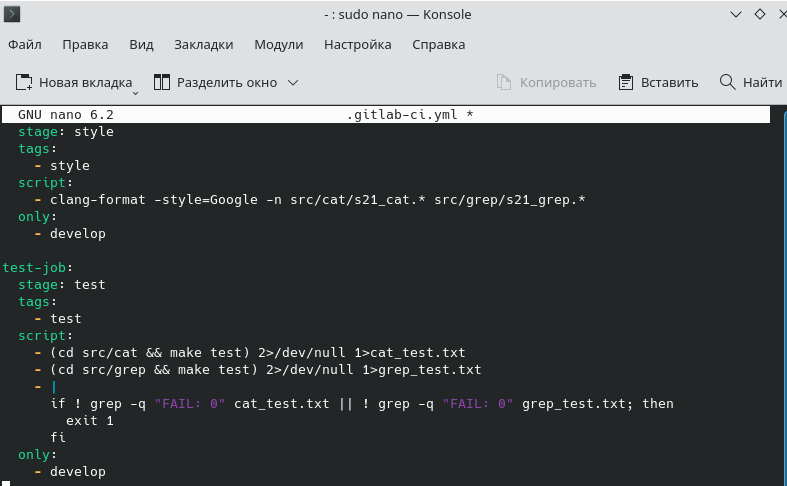 - : sudo nano — Konsole
Файл Правка Вид Закладки Модули Настройка Справка
Новая вкладка Разделить окно Копировать Вставить Найти
GNU nano 6.2 .gitlab-ci.yml *
  stage: style
  tags:
    - style
  script:
    - clang-format -style=Google -n src/cat/s21_cat.* src/grep/s21_grep.*
  only:
    - develop

test-job:
  stage: test
  tags:
    - test
  script:
    - (cd src/cat && make test) 2>/dev/null 1>cat_test.txt
    - (cd src/grep && make test) 2>/dev/null 1>grep_test.txt
    - |
      if ! grep -q "FAIL: 0" cat_test.txt || ! grep -q "FAIL: 0" grep_test.txt; then
        exit 1
      fi
  only:
    - develop